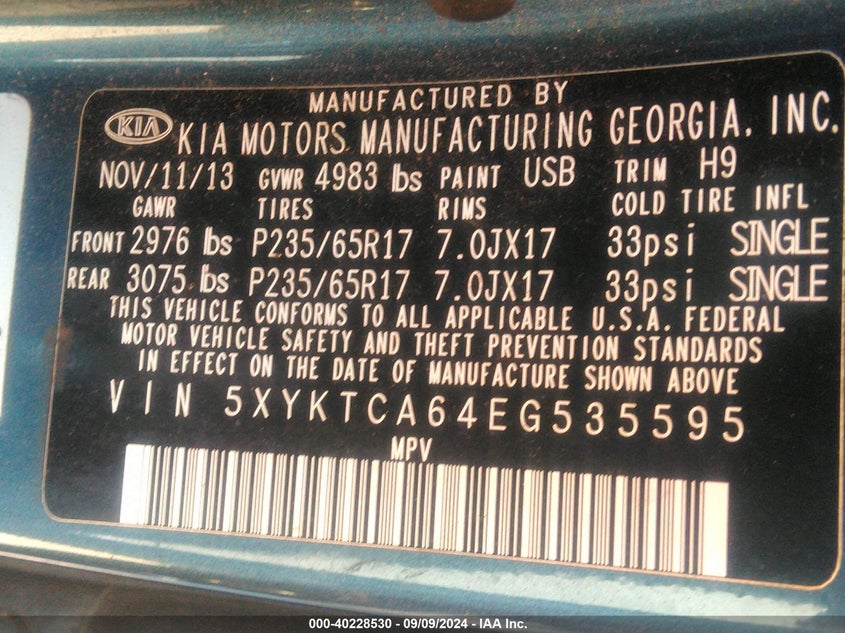 MANUFACTURED BY
KIA KIA MOTORS MANUFACTURING GEORGIA, INC.
NOV/11/13 GVWR 4983 lbs PAINT USB TRIM H9
GAWR TIRES RIMS COLD TIRE INFL
FRONT 2976 lbs P235/65R17 7.0JX17 33psi SINGLE
REAR 3075 lbs P235/65R17 7.0JX17 33psi SINGLE
THIS VEHICLE CONFORMS TO ALL APPLICABLE U.S.A. FEDERAL
MOTOR VEHICLE SAFETY AND THEFT PREVENTION STANDARDS
IN EFFECT ON THE DATE OF MANUFACTURE SHOWN ABOVE
VIN 5XYKTCA64EG535595
MPV
000-40228530 - 09/09/2024 - IAA Inc.